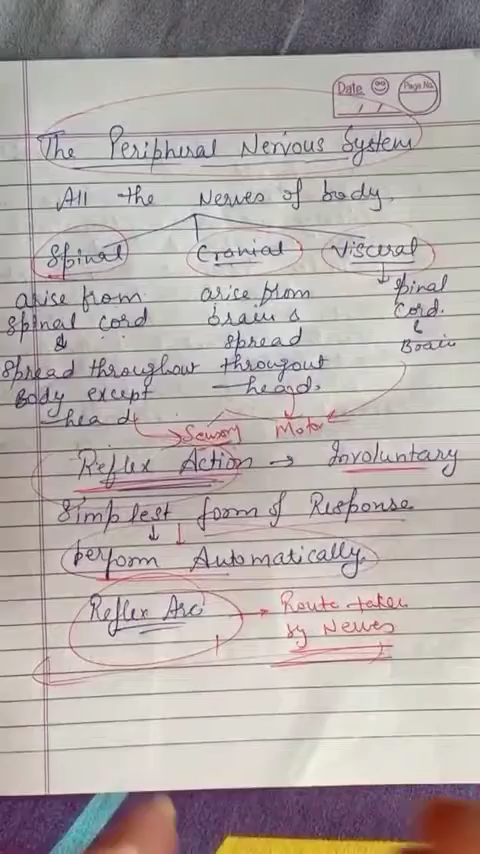 Date Page No.
The Peripheral Nervous System
All the Nerves of body.
Spinal Cranial Visceral
arise from arise from Spinal
Spinal cord brain & Cord.
& spread &
Spread throughout througout Brain
Body except head.
head
Sensory Motor
Reflex Action → Involuntary
Simplest form of Response
perform Automatically.
Reflex Arc → Route taken
by Nerves